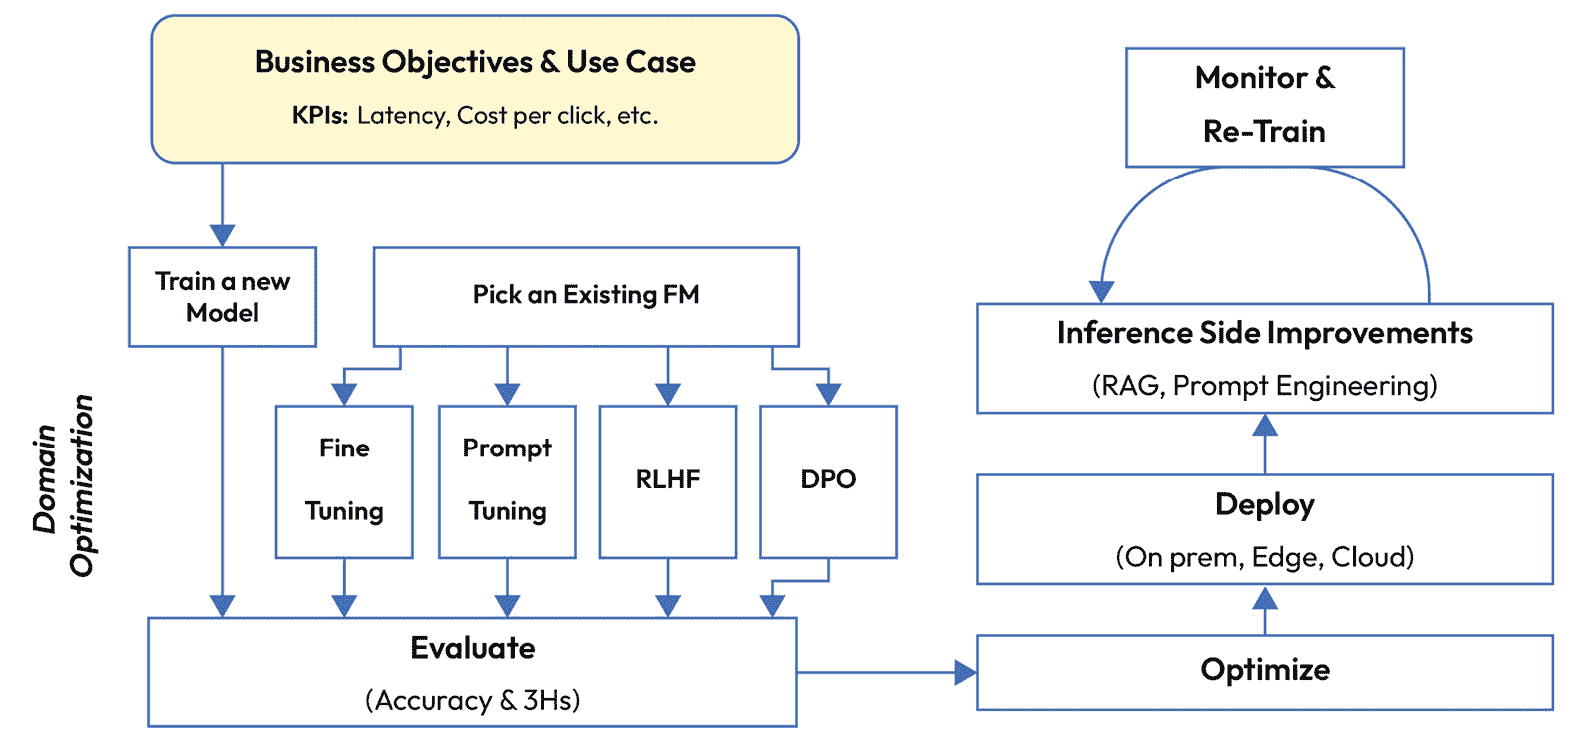 Business Objectives & Use Case
KPIs: Latency, Cost per click, etc.
Train a new
Model
Pick an Existing FM
Domain
Optimization
Fine
Tuning
Prompt
Tuning
RLHF
DPO
Evaluate
(Accuracy & 3Hs)
Monitor &
Re-Train
Inference Side Improvements
(RAG, Prompt Engineering)
Deploy
(On prem, Edge, Cloud)
Optimize